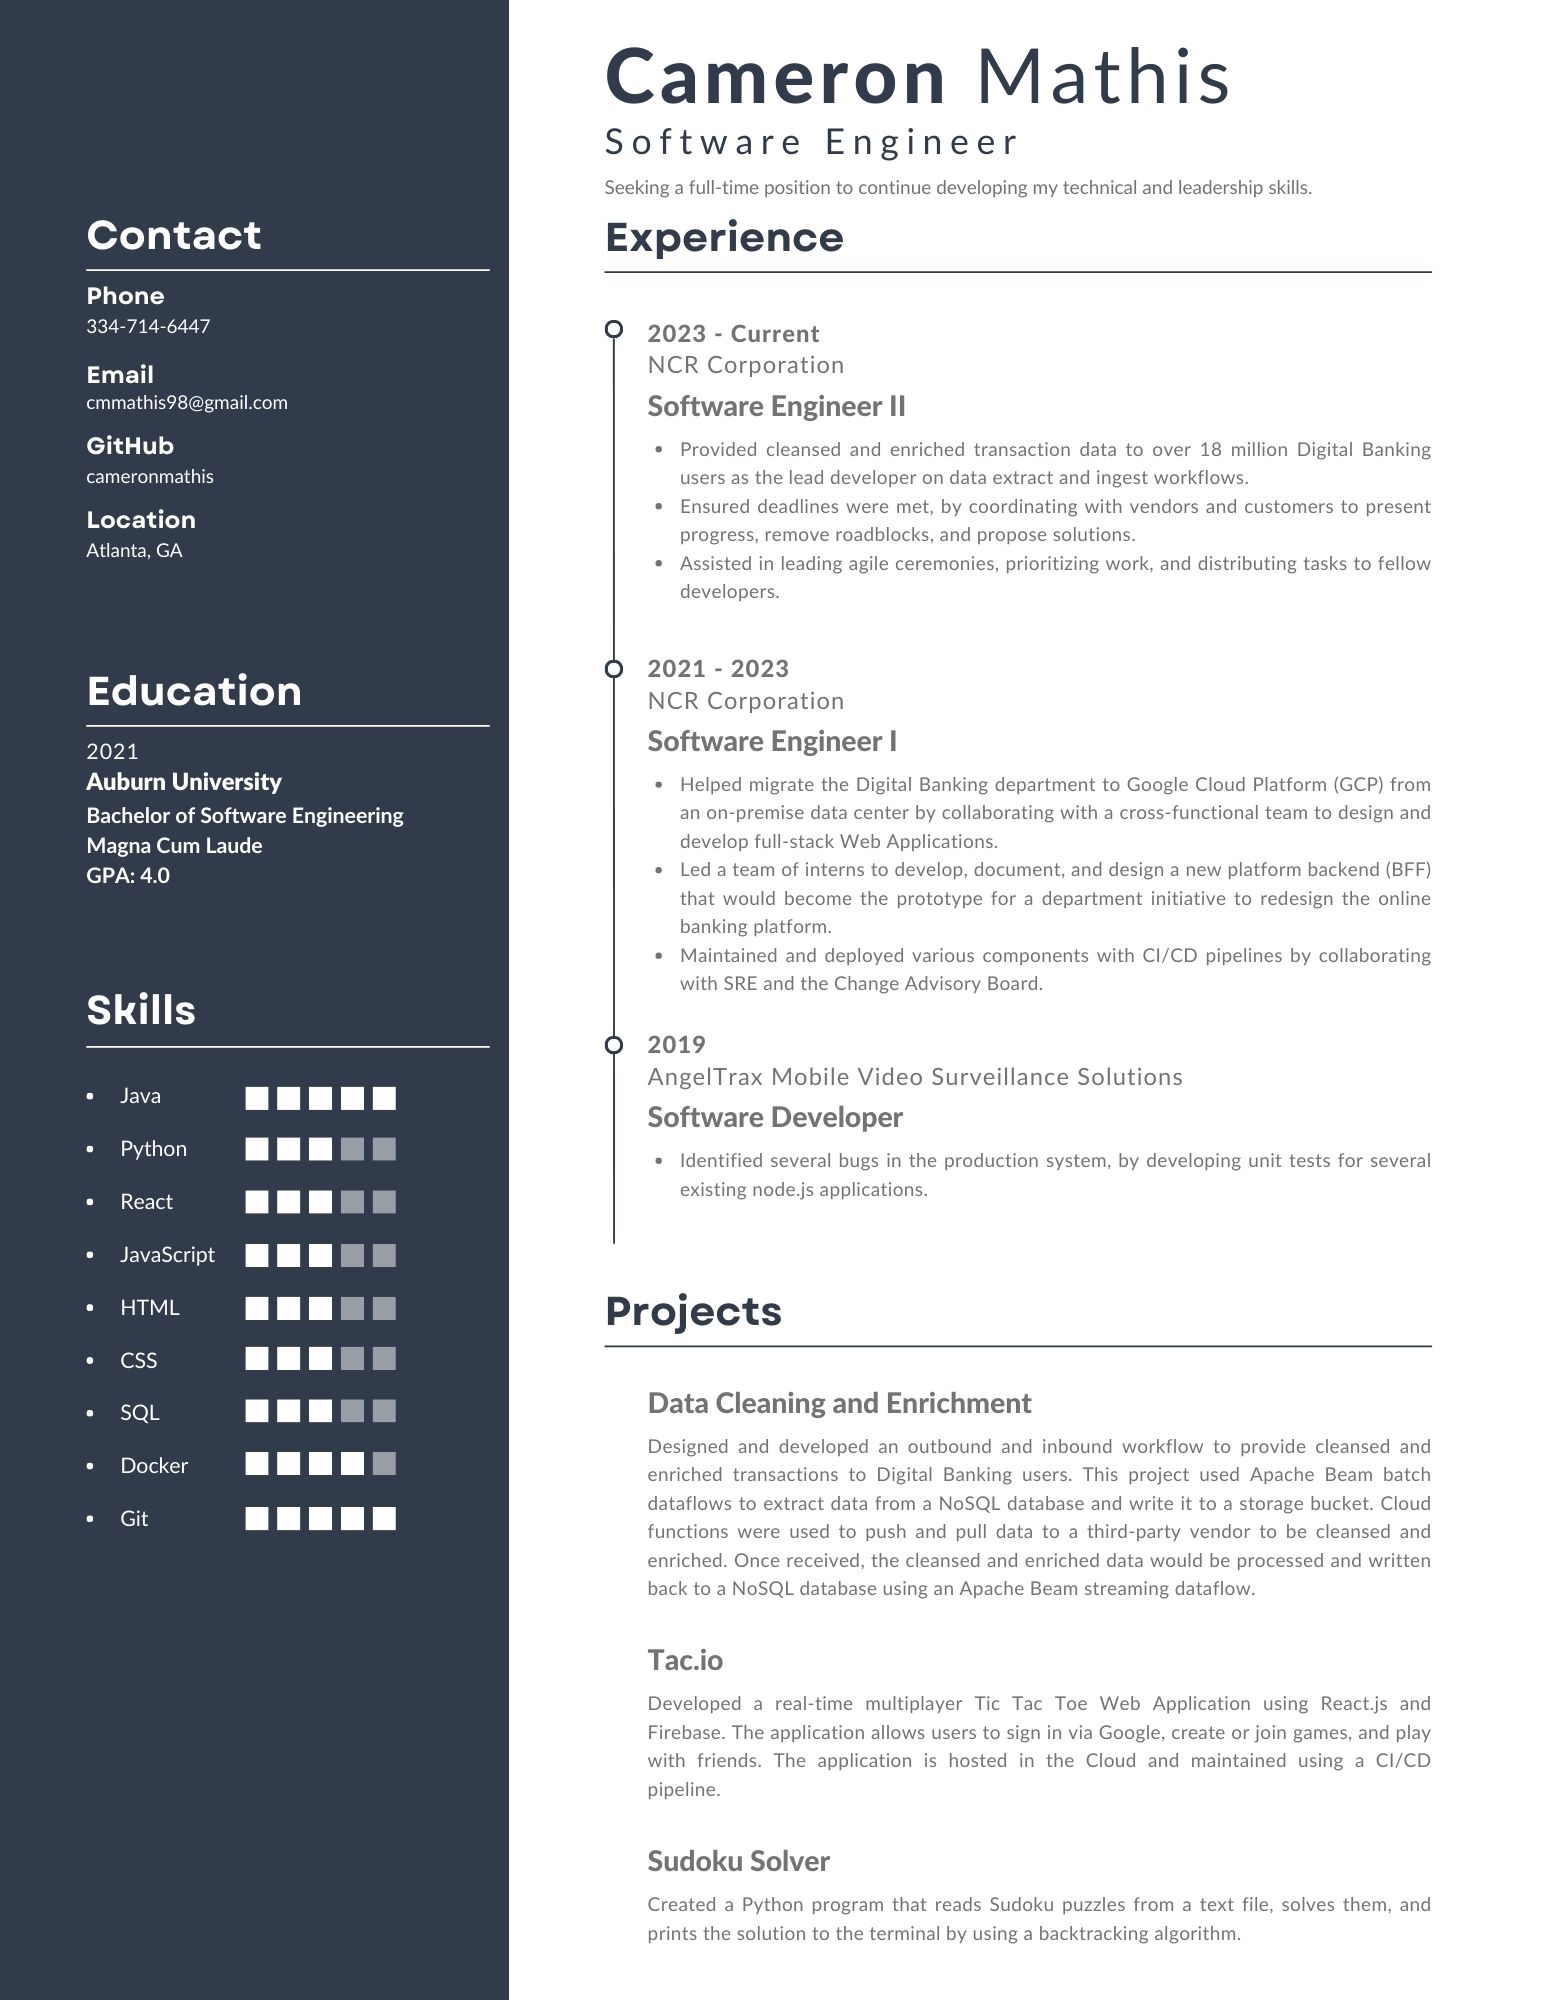 Cameron Mathis
Software Engineer
Seeking a full-time position to continue developing my technical and leadership skills.
Contact
Phone
334-714-6447
Email
cmmathis98@gmail.com
GitHub
cameronmathis
Location
Atlanta, GA
Education
2021
Auburn University
Bachelor of Software Engineering
Magna Cum Laude
GPA: 4.0
Skills
• Java
• Python
• React
• JavaScript
• HTML
• CSS
• SQL
• Docker
• Git
Experience
2023 - Current
NCR Corporation
Software Engineer II
• Provided cleansed and enriched transaction data to over 18 million Digital Banking
users as the lead developer on data extract and ingest workflows.
• Ensured deadlines were met, by coordinating with vendors and customers to present
progress, remove roadblocks, and propose solutions.
• Assisted in leading agile ceremonies, prioritizing work, and distributing tasks to fellow
developers.
2021 - 2023
NCR Corporation
Software Engineer I
• Helped migrate the Digital Banking department to Google Cloud Platform (GCP) from
an on-premise data center by collaborating with a cross-functional team to design and
develop full-stack Web Applications.
• Led a team of interns to develop, document, and design a new platform backend (BFF)
that would become the prototype for a department initiative to redesign the online
banking platform.
• Maintained and deployed various components with CI/CD pipelines by collaborating
with SRE and the Change Advisory Board.
2019
AngelTrax Mobile Video Surveillance Solutions
Software Developer
• Identified several bugs in the production system, by developing unit tests for several
existing node.js applications.
Projects
Data Cleaning and Enrichment
Designed and developed an outbound and inbound workflow to provide cleansed and
enriched transactions to Digital Banking users. This project used Apache Beam batch
dataflows to extract data from a NoSQL database and write it to a storage bucket. Cloud
functions were used to push and pull data to a third-party vendor to be cleansed and
enriched. Once received, the cleansed and enriched data would be processed and written
back to a NoSQL database using an Apache Beam streaming dataflow.
Tac.io
Developed a real-time multiplayer Tic Tac Toe Web Application using React.js and
Firebase. The application allows users to sign in via Google, create or join games, and play
with friends. The application is hosted in the Cloud and maintained using a CI/CD
pipeline.
Sudoku Solver
Created a Python program that reads Sudoku puzzles from a text file, solves them, and
prints the solution to the terminal by using a backtracking algorithm.